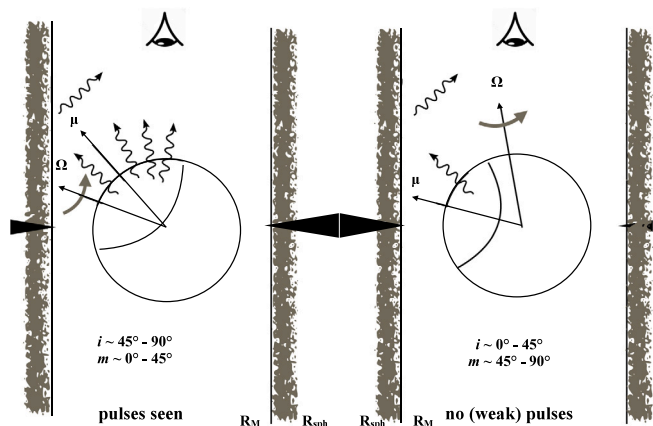 μ
Ω
i ~ 45° - 90°
m ~ 0° - 45°
pulses seen
R_M R_sph
Ω
μ
i ~ 0° - 45°
m ~ 45° - 90°
R_sph R_M no (weak) pulses